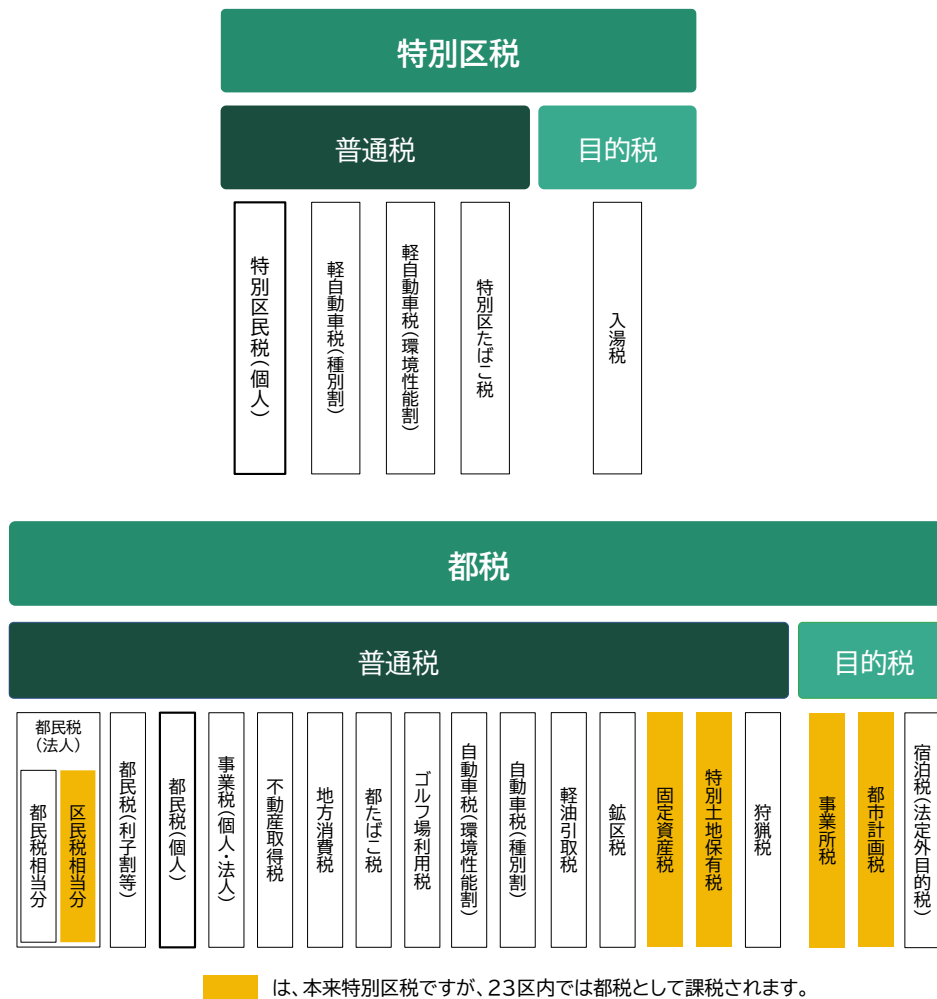 特別区税
普通税
目的税
特別区民税(個人)
軽自動車税(種別割)
軽自動車税(環境性能割)
特別区たばこ税
入湯税
都税
普通税
目的税
都民税
(法人)
都民税相当分
区民税相当分
都民税(利子割等)
都民税(個人)
事業税(個人・法人)
不動産取得税
地方消費税
都たばこ税
ゴルフ場利用税
自動車税(環境性能割)
自動車税(種別割)
軽油引取税
鉱区税
固定資産税
特別土地保有税
狩猟税
事業所税
都市計画税
宿泊税(法定外目的税)
は、本来特別区税ですが、23区内では都税として課税されます。